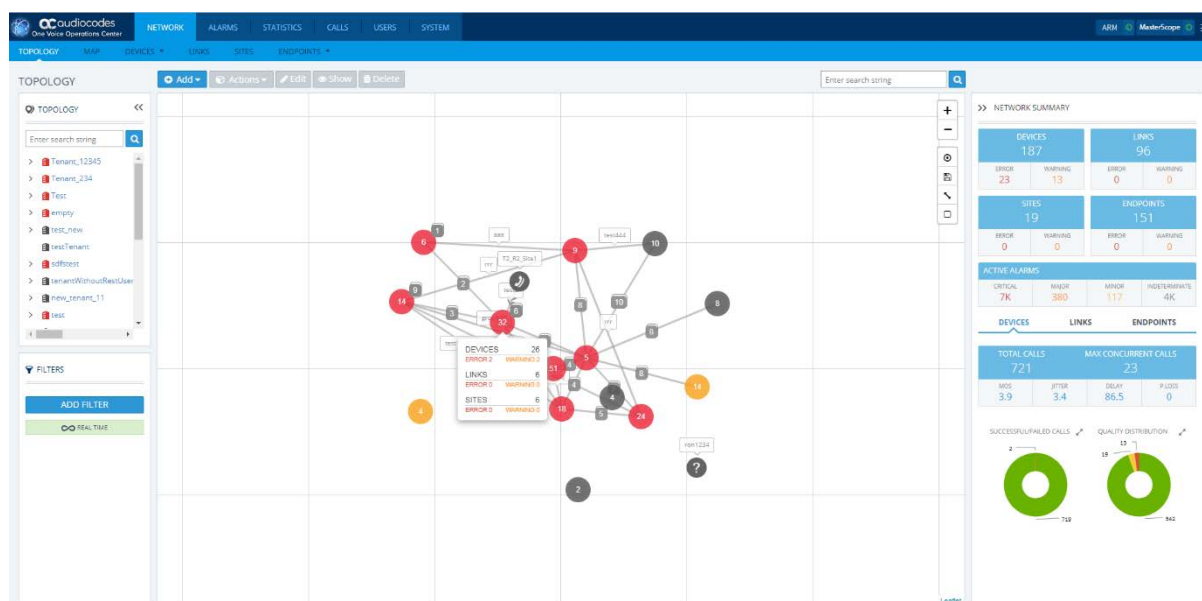 audiocodes
One Voice Operations Center
NETWORK ALARMS STATISTICS CALLS USERS SYSTEM
ARM MasterScope
TOPOLOGY MAP DEVICES LINKS SITES ENDPOINTS
TOPOLOGY
Add Actions Edit Show Delete
Enter search string
TOPOLOGY
Enter search string
Tenant_12345
Tenant_234
Test
empty
test_new
testTenant
sdfstest
tenantWithoutRestUser
new_tenant_11
test
FILTERS
ADD FILTER
REAL TIME
+
−
1
6
9
test444
10
rrr
T2_R2_Site1
2
9
14
3
6
32
8
10
rrr
8
8
5
51
4
8
14
4
4
18
5
24
4
ron1234
?
2
DEVICES 26
ERROR 2 WARNING 2
LINKS 6
ERROR 0 WARNING 0
SITES 6
ERROR 0 WARNING 0
NETWORK SUMMARY
DEVICES
187
ERROR WARNING
23 13
LINKS
96
ERROR WARNING
0 0
SITES
19
ERROR WARNING
0 0
ENDPOINTS
151
ERROR WARNING
0 0
ACTIVE ALARMS
CRITICAL MAJOR MINOR INDETERMINATE
7K 380 117 4K
DEVICES LINKS ENDPOINTS
TOTAL CALLS MAX CONCURRENT CALLS
721 23
MOS JITTER DELAY P.LOSS
3.9 3.4 86.5 0
SUCCESSFUL/FAILED CALLS
2
719
QUALITY DISTRIBUTION
13
19
642
Leaflet